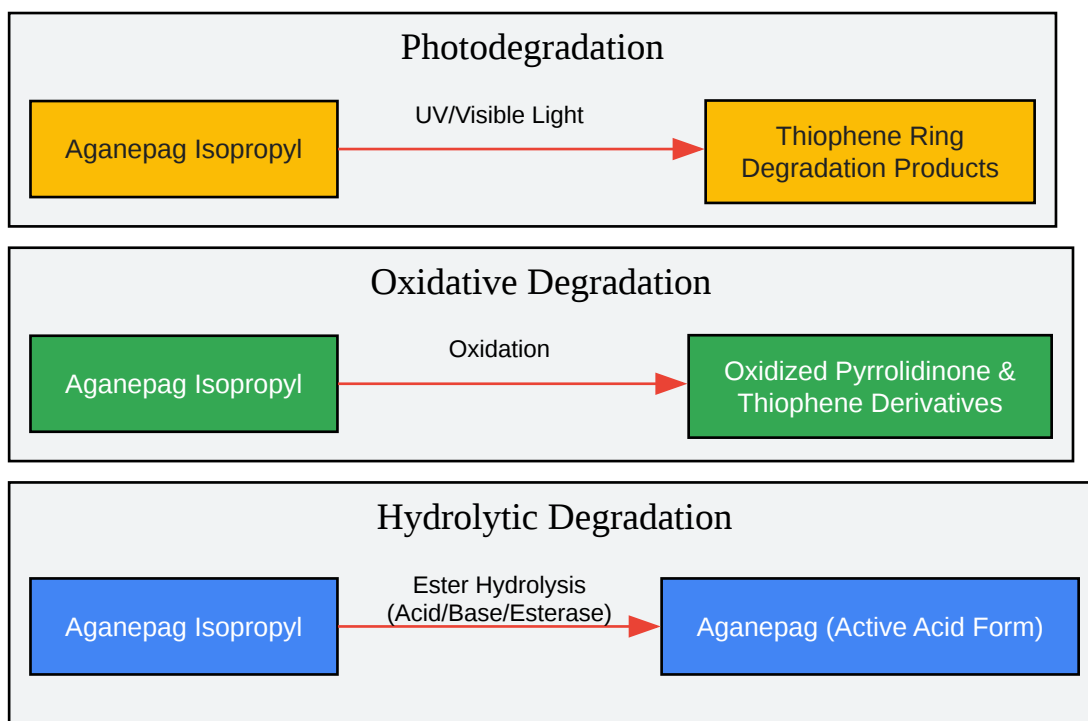 Photodegradation
UV/Visible Light
Aganepag Isopropyl
Thiophene Ring
Degradation Products
Oxidative Degradation
Oxidation
Aganepag Isopropyl
Oxidized Pyrrolidinone &
Thiophene Derivatives
Hydrolytic Degradation
Ester Hydrolysis
(Acid/Base/Esterase)
Aganepag Isopropyl
Aganepag (Active Acid Form)